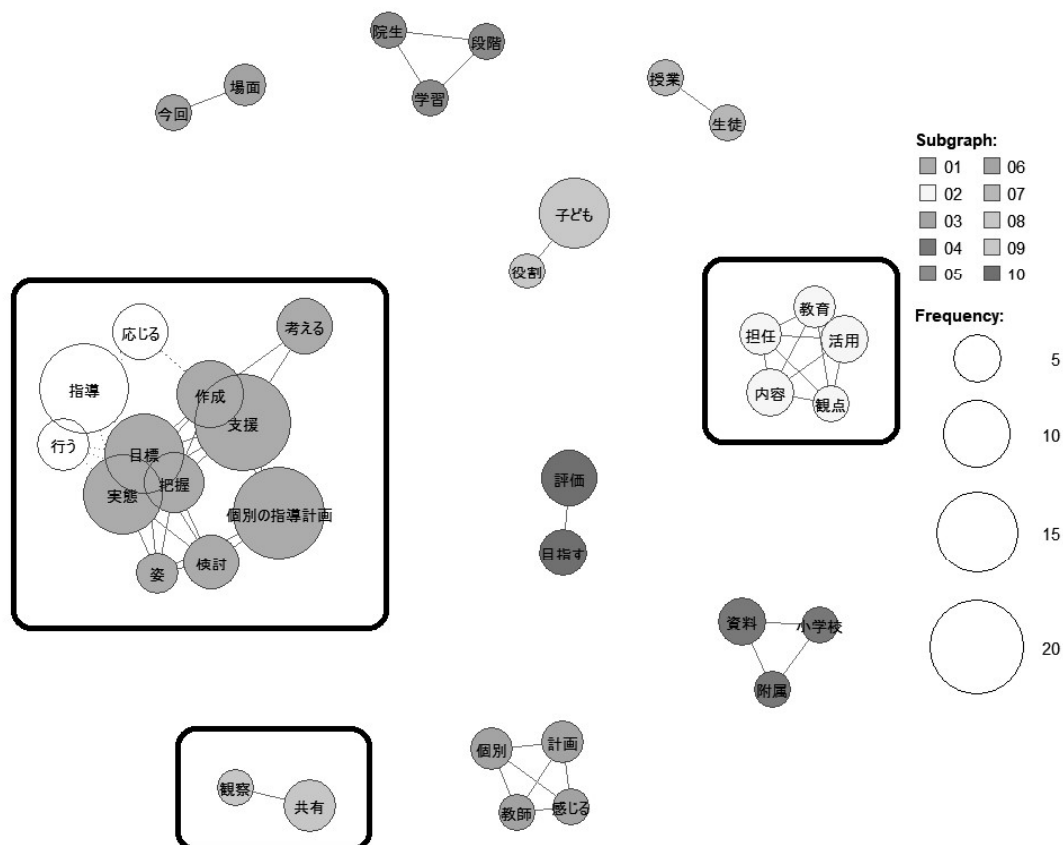 院生
段階
学習
場面
今回
授業
生徒
子ども
役割
Subgraph:
01 06
02 07
03 08
04 09
05 10
Frequency:
5
10
15
20
応じる
考える
指導
作成
支援
行う
目標
把握
実態
個別の指導計画
検討
姿
教育
担任
活用
内容
観点
評価
目指す
資料
小学校
附属
観察
共有
個別
計画
教師
感じる